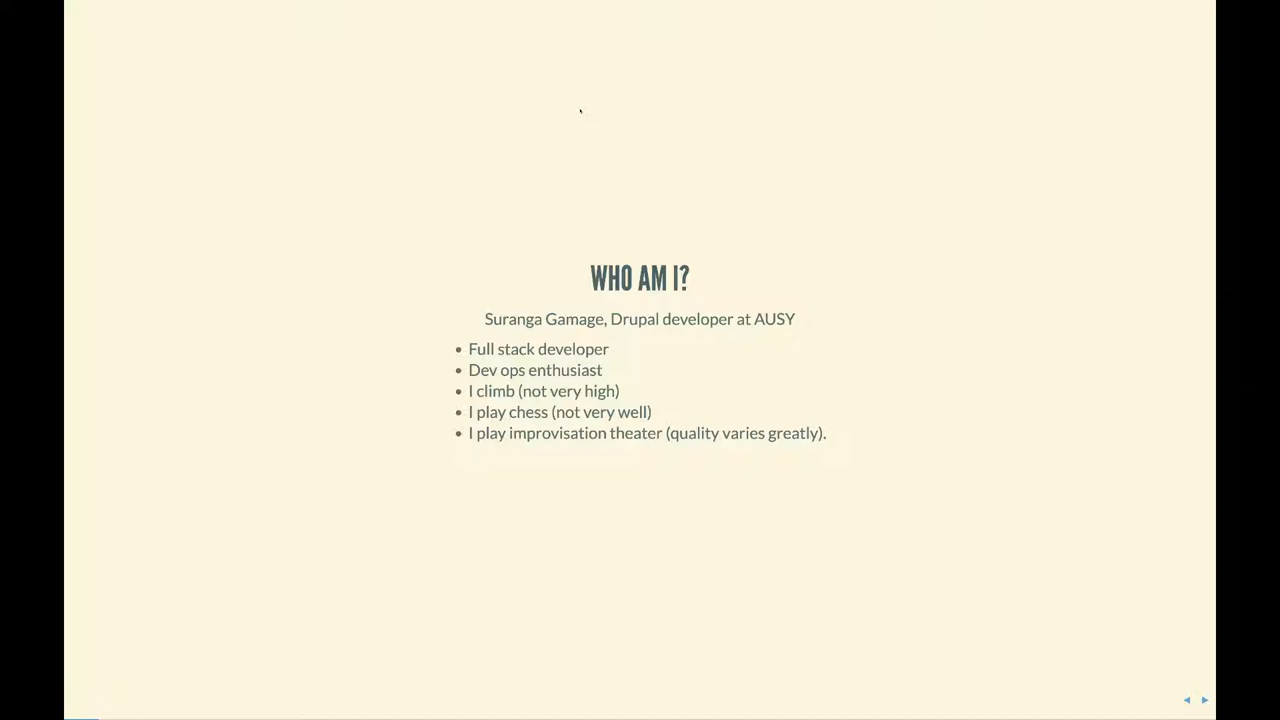 WHO AM I?
Suranga Gamage, Drupal developer at AUSY
• Full stack developer
• Dev ops enthusiast
• I climb (not very high)
• I play chess (not very well)
• I play improvisation theater (quality varies greatly).